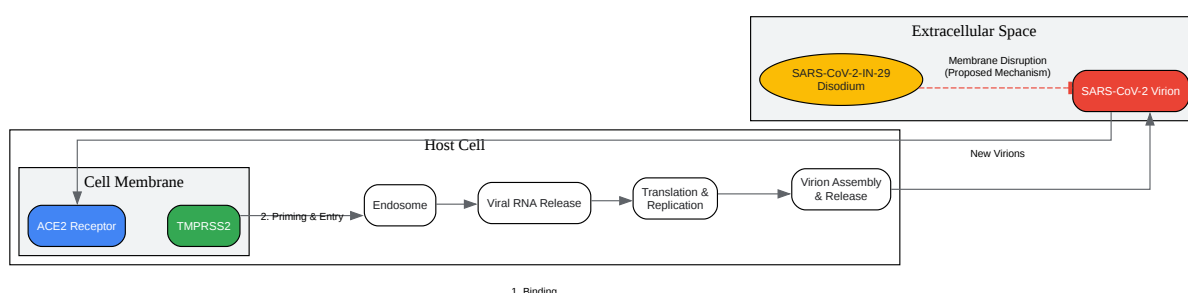 Extracellular Space
Membrane Disruption
(Proposed Mechanism)
SARS-CoV-2-IN-29
Disodium
SARS-CoV-2 Virion
Host Cell
New Virions
Cell Membrane
ACE2 Receptor
TMPRSS2
2. Priming & Entry
Endosome
Viral RNA Release
Translation &
Replication
Virion Assembly
& Release
1. Binding